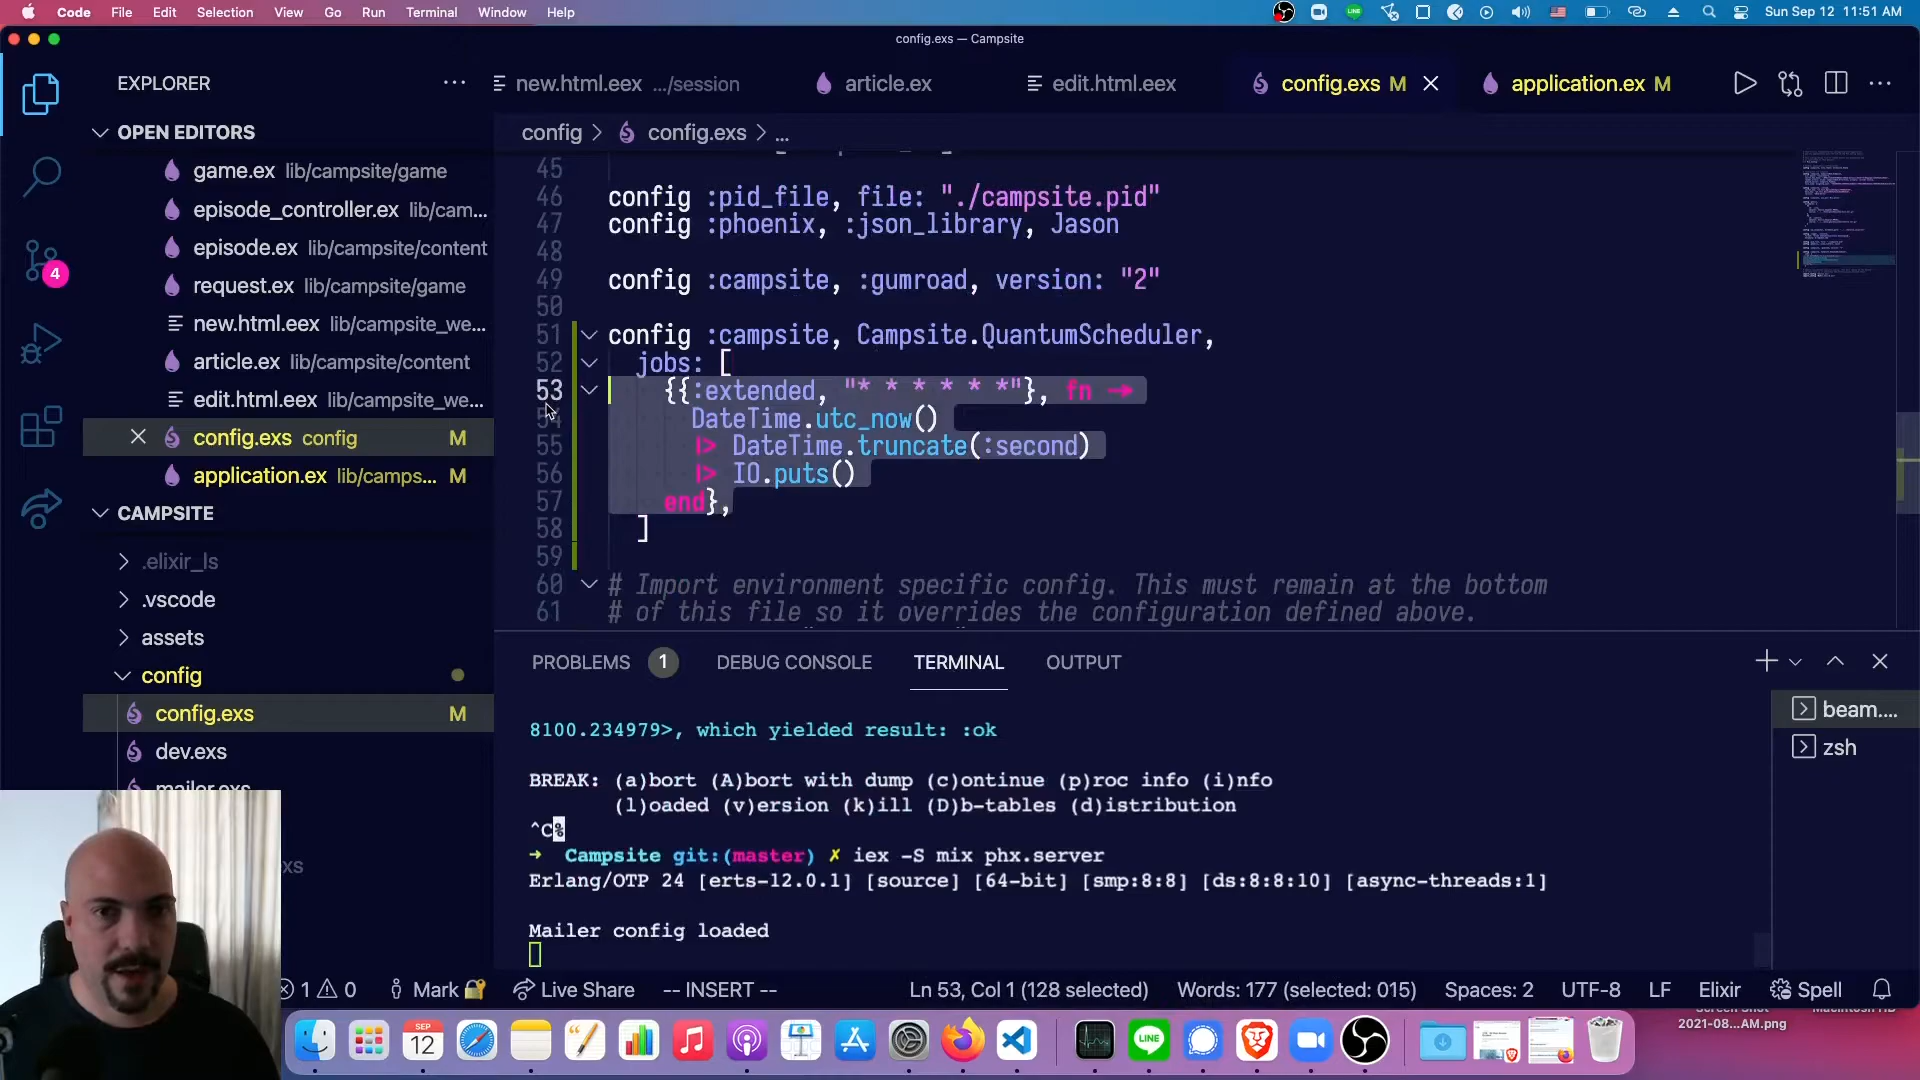 Code File Edit Selection View Go Run Terminal Window Help
Sun Sep 12 11:51 AM
config.exs — Campsite
EXPLORER
new.html.eex .../session
article.ex
edit.html.eex
config.exs M
application.ex M
OPEN EDITORS
config > config.exs > ...
game.ex lib/campsite/game
episode_controller.ex lib/cam...
episode.ex lib/campsite/content
request.ex lib/campsite/game
new.html.eex lib/campsite_we...
article.ex lib/campsite/content
edit.html.eex lib/campsite_we...
config.exs config M
application.ex lib/camps... M
4
CAMPSITE
.elixir_ls
.vscode
assets
config
config.exs M
dev.exs
mailer.exs
xs
45
46 config :pid_file, file: "./campsite.pid"
47 config :phoenix, :json_library, Jason
48
49 config :campsite, :gumroad, version: "2"
50
51 config :campsite, Campsite.QuantumScheduler,
52 jobs: [
53 {{:extended, "* * * * * *"}, fn ->
54 DateTime.utc_now()
55 |> DateTime.truncate(:second)
56 |> IO.puts()
57 end},
58 ]
59
60 # Import environment specific config. This must remain at the bottom
61 # of this file so it overrides the configuration defined above.
PROBLEMS 1 DEBUG CONSOLE TERMINAL OUTPUT
8100.234979>, which yielded result: :ok
BREAK: (a)bort (A)bort with dump (c)ontinue (p)roc info (i)nfo
(l)oaded (v)ersion (k)ill (D)b-tables (d)istribution
^C%
➜ Campsite git:(master) ✗ iex -S mix phx.server
Erlang/OTP 24 [erts-12.0.1] [source] [64-bit] [smp:8:8] [ds:8:8:10] [async-threads:1]
Mailer config loaded
beam....
zsh
1 0 Mark Live Share -- INSERT --
Ln 53, Col 1 (128 selected) Words: 177 (selected: 015) Spaces: 2 UTF-8 LF Elixir Spell
SEP
12
LINE
2021-08...AM.png